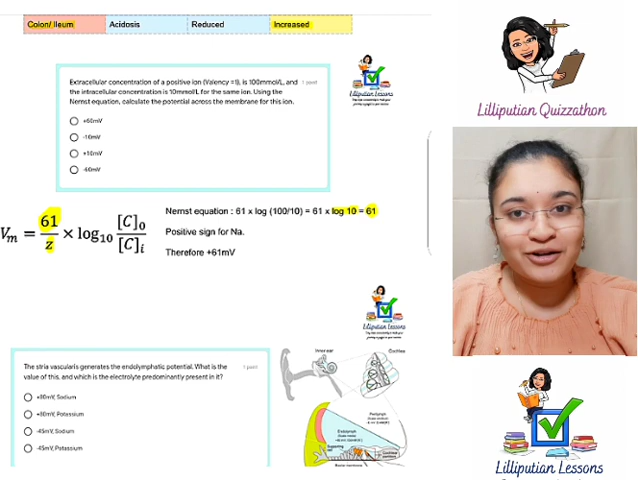 Colon/ Ileum Acidosis Reduced Increased
Extracellular concentration of a positive ion (Valency =1), is 100mmol/L, and 1 point
the intracellular concentration is 10mmol/L for the same ion. Using the
Nernst equation, calculate the potential across the membrane for this ion.
+60mV
-10mV
+10mV
-60mV
Lilliputian Lessons
Lilliputian Quizzathon
Vm = 61/z × log10 [C]o/[C]i
Nernst equation : 61 x log (100/10) = 61 x log 10 = 61
Positive sign for Na.
Therefore +61mV
Lilliputian Lessons
The stria vascularis generates the endolymphatic potential. What is the 1 point
value of this, and which is the electrolyte predominantly present in it?
+80mV, Sodium
+80mV, Potassium
-45mV, Sodium
-45mV, Potassium
Inner ear Cochlea
Perilymph
Endolymph
Lilliputian Lessons